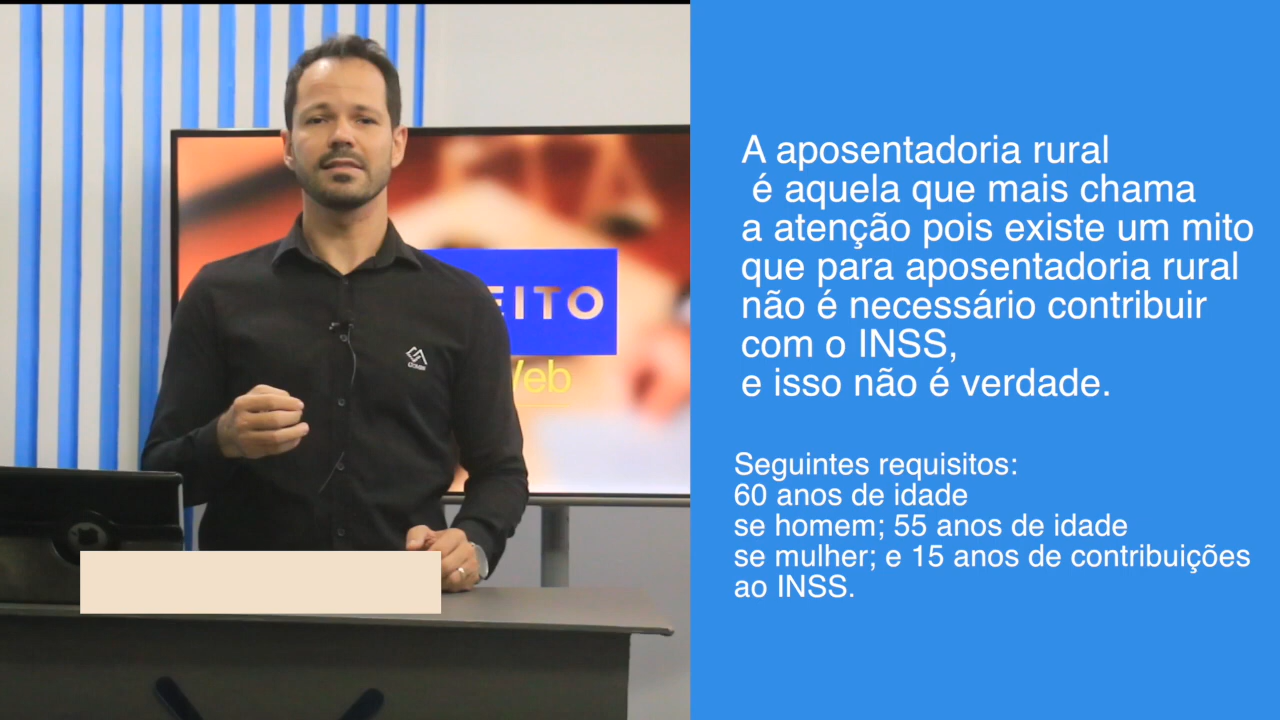 EITO
Web
A aposentadoria rural
é aquela que mais chama
a atenção pois existe um mito
que para aposentadoria rural
não é necessário contribuir
com o INSS,
e isso não é verdade.
Seguintes requisitos:
60 anos de idade
se homem; 55 anos de idade
se mulher; e 15 anos de contribuições
ao INSS.